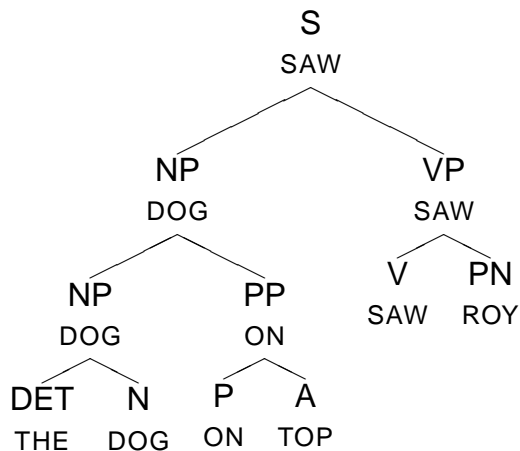 S
SAW
NP VP
DOG SAW
NP PP V PN
DOG ON SAW ROY
DET N P A
THE DOG ON TOP